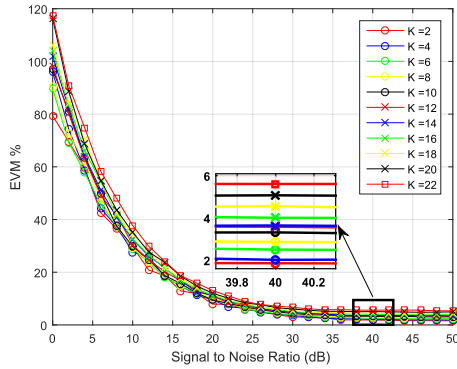 120
100
80
60
40
20
0
EVM %
0 5 10 15 20 25 30 35 40 45 50
Signal to Noise Ratio (dB)
K =2
K =4
K =6
K =8
K =10
K =12
K =14
K =16
K =18
K =20
K =22
6
4
2
39.8 40 40.2